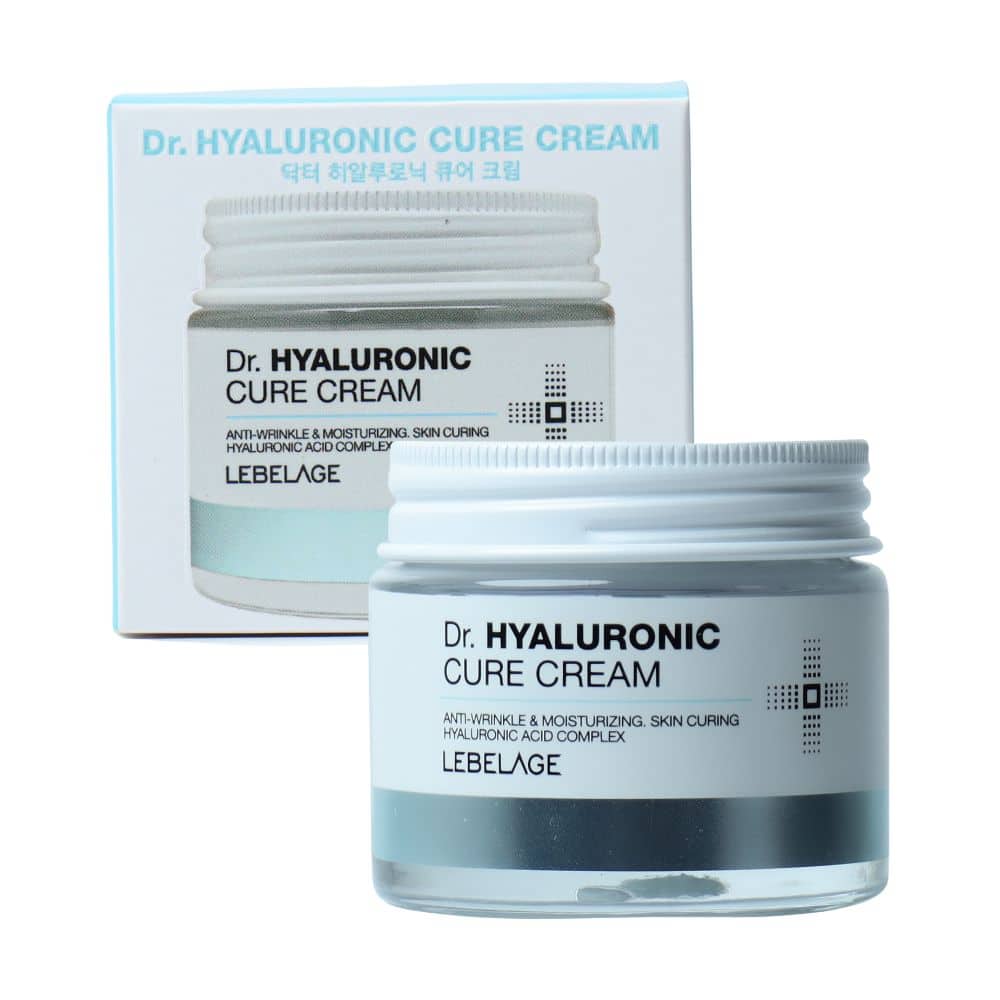 Dr. HYALURONIC CURE CREAM
닥터 히알루로닉 큐어 크림
Dr. HYALURONIC
CURE CREAM
ANTI-WRINKLE & MOISTURIZING. SKIN CURING
HYALURONIC ACID COMPLEX
LEBELAGE
Dr. HYALURONIC
CURE CREAM
ANTI-WRINKLE & MOISTURIZING. SKIN CURING
HYALURONIC ACID COMPLEX
LEBELAGE